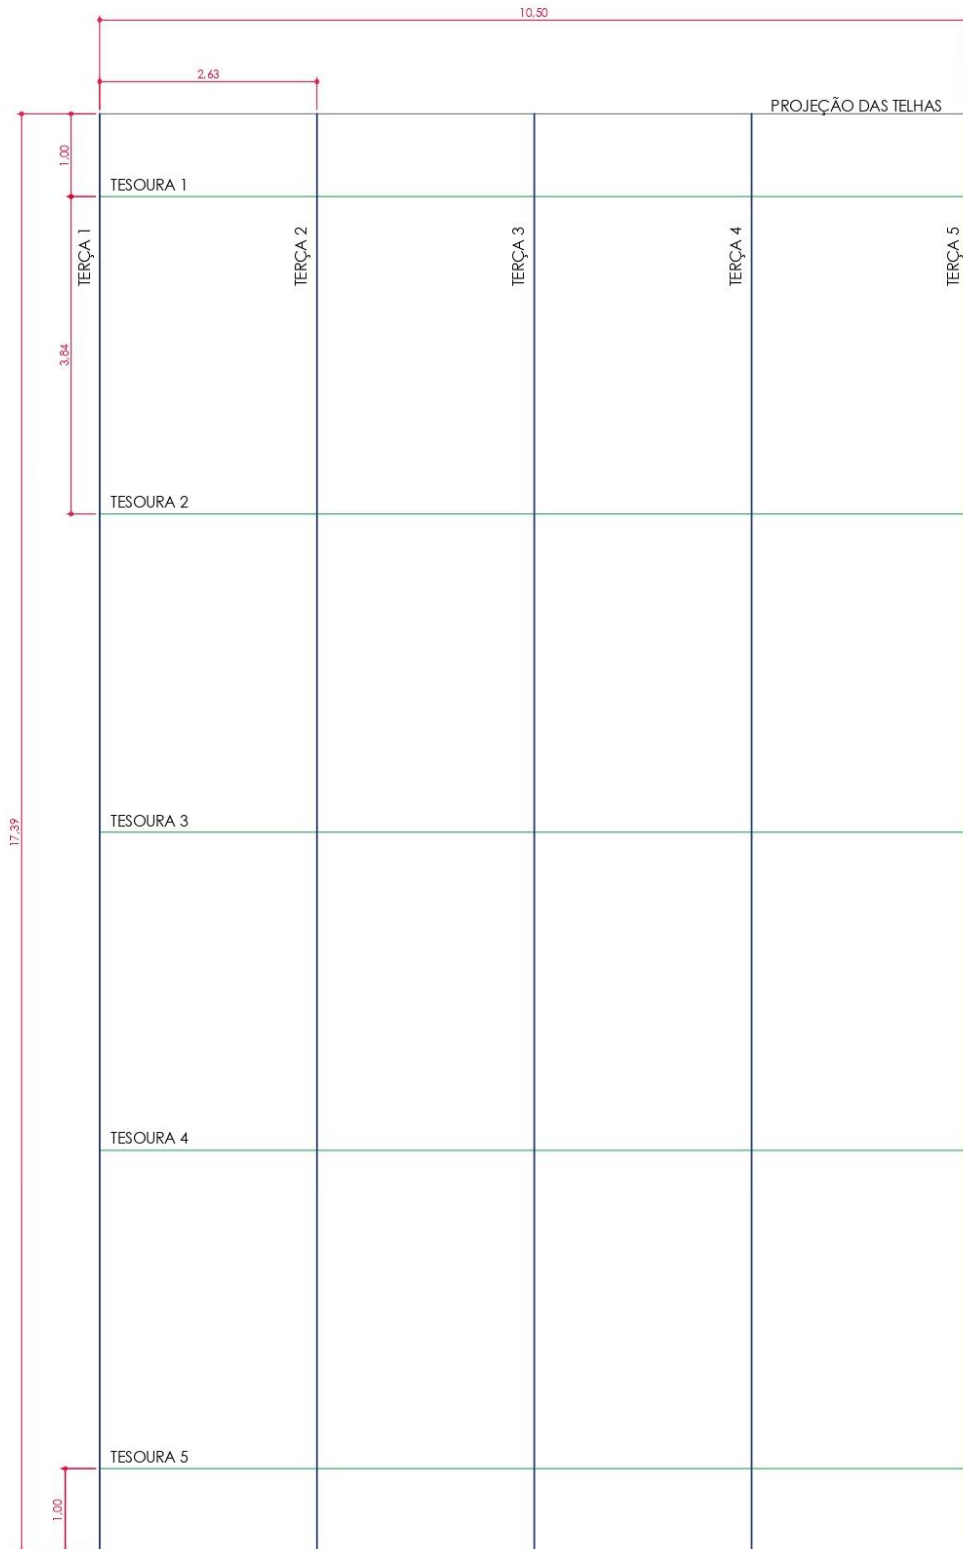 10,50
2,63
PROJEÇÃO DAS TELHAS
1,00
TESOURA 1
TERÇA 1
TERÇA 2
TERÇA 3
TERÇA 4
TERÇA 5
3,84
TESOURA 2
TESOURA 3
17,39
TESOURA 4
TESOURA 5
1,00